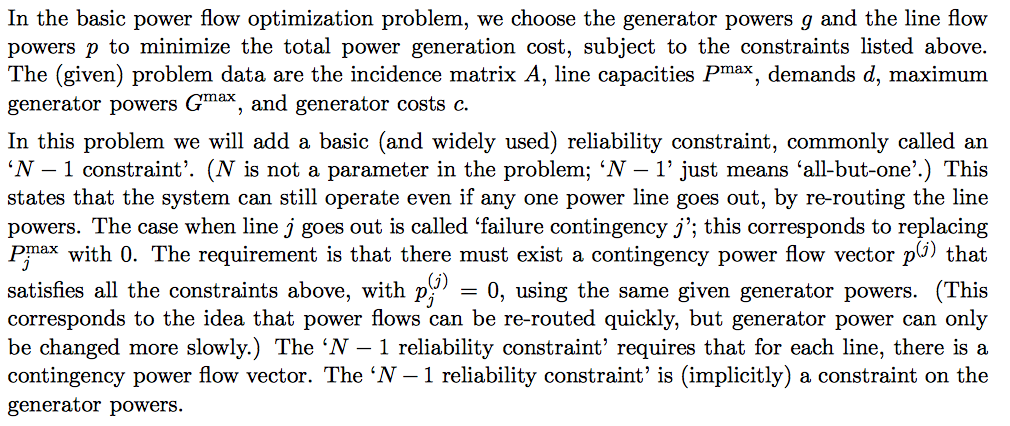 In the basic power flow optimization problem, we choose the generator powers g and the line flow
powers p to minimize the total power generation cost, subject to the constraints listed above.
The (given) problem data are the incidence matrix A, line capacities P^max, demands d, maximum
generator powers G^max, and generator costs c.
In this problem we will add a basic (and widely used) reliability constraint, commonly called an
‘N − 1 constraint’. (N is not a parameter in the problem; ‘N − 1’ just means ‘all-but-one’.) This
states that the system can still operate even if any one power line goes out, by re-routing the line
powers. The case when line j goes out is called ‘failure contingency j’; this corresponds to replacing
P_j^max with 0. The requirement is that there must exist a contingency power flow vector p^(j) that
satisfies all the constraints above, with p_j^(j) = 0, using the same given generator powers. (This
corresponds to the idea that power flows can be re-routed quickly, but generator power can only
be changed more slowly.) The ‘N − 1 reliability constraint’ requires that for each line, there is a
contingency power flow vector. The ‘N − 1 reliability constraint’ is (implicitly) a constraint on the
generator powers.